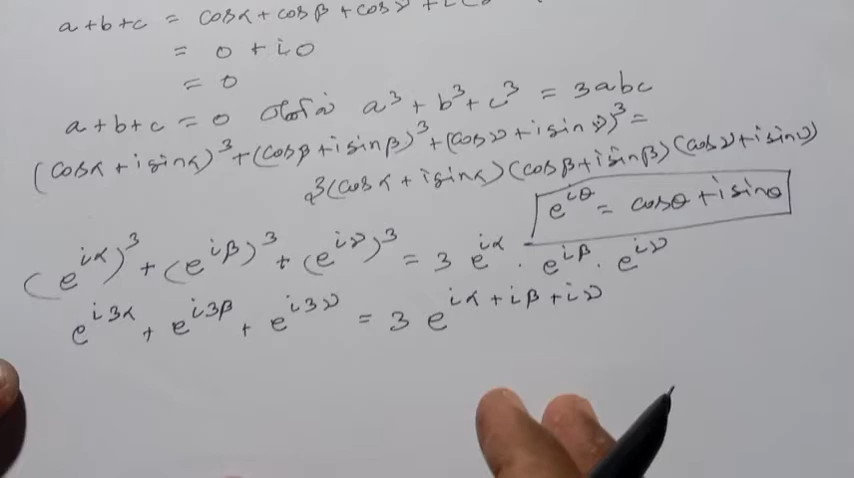 a+b+c = cosα + cosβ + cosγ + i(
= 0 + i0
= 0
a+b+c = 0 எனில் a³ + b³ + c³ = 3abc
(cosα + i sinα)³ + (cosβ + i sinβ)³ + (cosγ + i sinγ)³ =
3(cosα + i sinα)(cosβ + i sinβ)(cosγ + i sinγ)
e^{iθ} = cosθ + i sinθ
(e^{iα})³ + (e^{iβ})³ + (e^{iγ})³ = 3 e^{iα} . e^{iβ} . e^{iγ}
e^{i3α} + e^{i3β} + e^{i3γ} = 3 e^{iα + iβ + iγ}